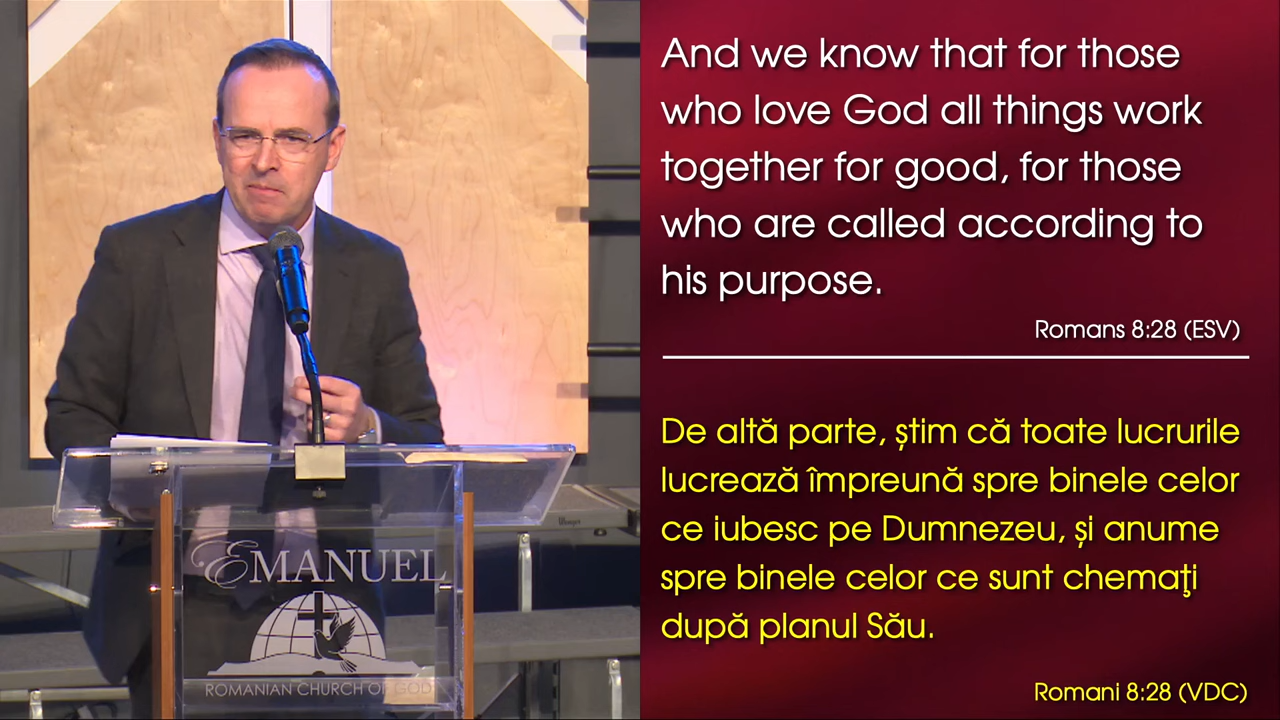 And we know that for those
who love God all things work
together for good, for those
who are called according to
his purpose.
Romans 8:28 (ESV)
De altă parte, știm că toate lucrurile
lucrează împreună spre binele celor
ce iubesc pe Dumnezeu, și anume
spre binele celor ce sunt chemaţi
după planul Său.
Romani 8:28 (VDC)
EMANUEL
ROMANIAN CHURCH OF GOD